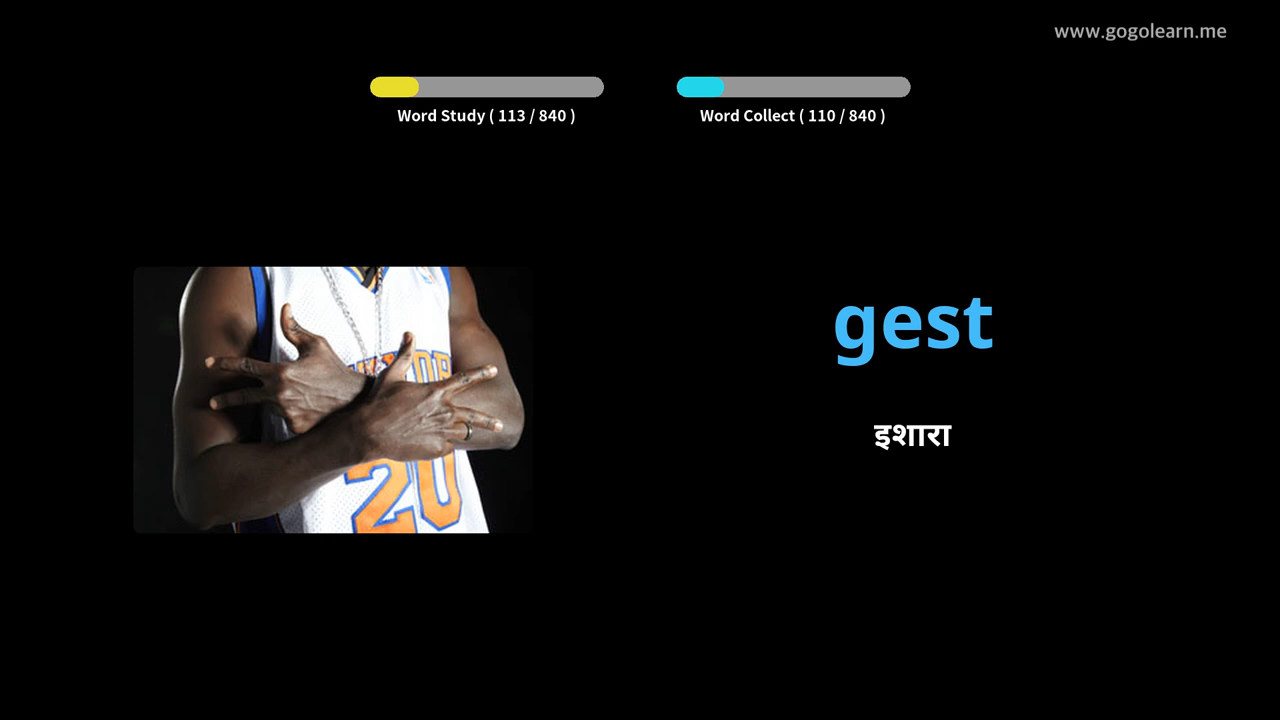 www.gogolearn.me
Word Study ( 113 / 840 )
Word Collect ( 110 / 840 )
gest
इशारा
20